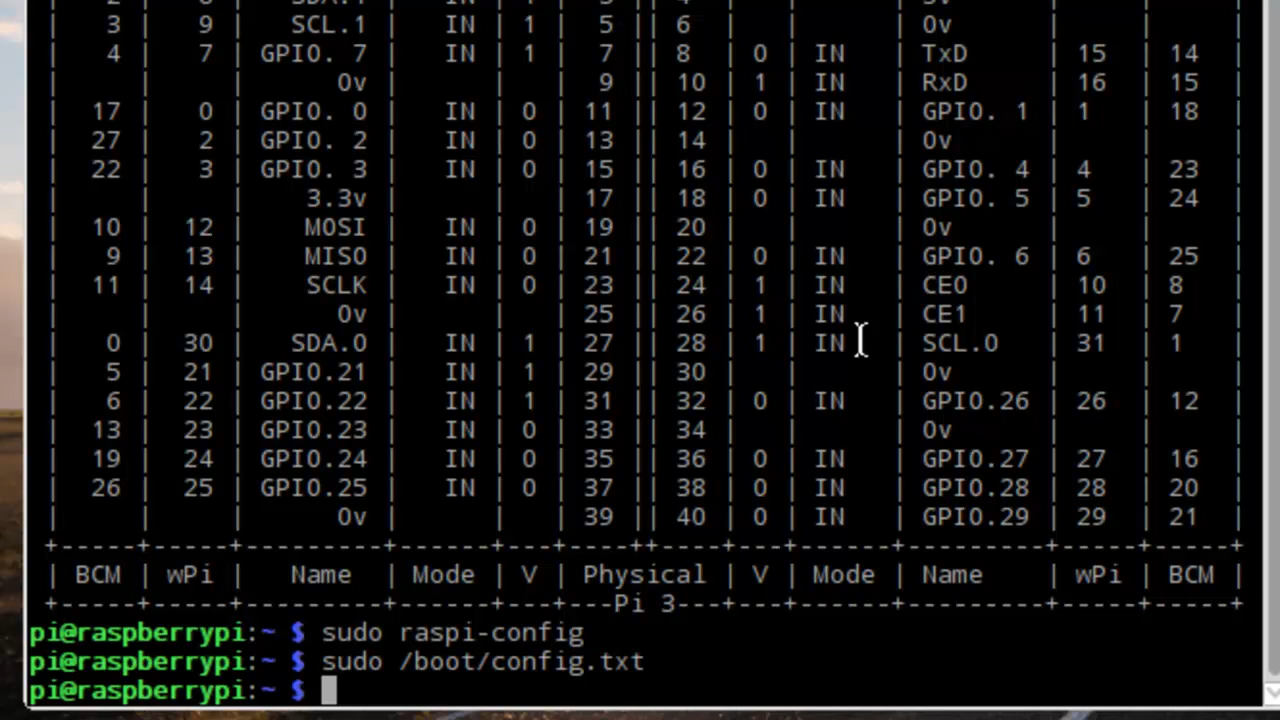 3 | 9 | SCL.1 | IN | 1 | 5 || 6 | | | 0v | | |
| 4 | 7 | GPIO. 7 | IN | 1 | 7 || 8 | 0 | IN | TxD | 15 | 14 |
| | | 0v | | | 9 || 10 | 1 | IN | RxD | 16 | 15 |
| 17 | 0 | GPIO. 0 | IN | 0 | 11 || 12 | 0 | IN | GPIO. 1 | 1 | 18 |
| 27 | 2 | GPIO. 2 | IN | 0 | 13 || 14 | | | 0v | | |
| 22 | 3 | GPIO. 3 | IN | 0 | 15 || 16 | 0 | IN | GPIO. 4 | 4 | 23 |
| | | 3.3v | | | 17 || 18 | 0 | IN | GPIO. 5 | 5 | 24 |
| 10 | 12 | MOSI | IN | 0 | 19 || 20 | | | 0v | | |
| 9 | 13 | MISO | IN | 0 | 21 || 22 | 0 | IN | GPIO. 6 | 6 | 25 |
| 11 | 14 | SCLK | IN | 0 | 23 || 24 | 1 | IN | CE0 | 10 | 8 |
| | | 0v | | | 25 || 26 | 1 | IN | CE1 | 11 | 7 |
| 0 | 30 | SDA.0 | IN | 1 | 27 || 28 | 1 | IN | SCL.0 | 31 | 1 |
| 5 | 21 | GPIO.21 | IN | 1 | 29 || 30 | | | 0v | | |
| 6 | 22 | GPIO.22 | IN | 1 | 31 || 32 | 0 | IN | GPIO.26 | 26 | 12 |
| 13 | 23 | GPIO.23 | IN | 0 | 33 || 34 | | | 0v | | |
| 19 | 24 | GPIO.24 | IN | 0 | 35 || 36 | 0 | IN | GPIO.27 | 27 | 16 |
| 26 | 25 | GPIO.25 | IN | 0 | 37 || 38 | 0 | IN | GPIO.28 | 28 | 20 |
| | | 0v | | | 39 || 40 | 0 | IN | GPIO.29 | 29 | 21 |
+-----+-----+---------+------+---+----++----+---+------+---------+-----+-----+
| BCM | wPi | Name | Mode | V | Physical | V | Mode | Name | wPi | BCM |
+-----+-----+---------+------+---+---Pi 3---+---+------+---------+-----+-----+
pi@raspberrypi:~ $ sudo raspi-config
pi@raspberrypi:~ $ sudo /boot/config.txt
pi@raspberrypi:~ $